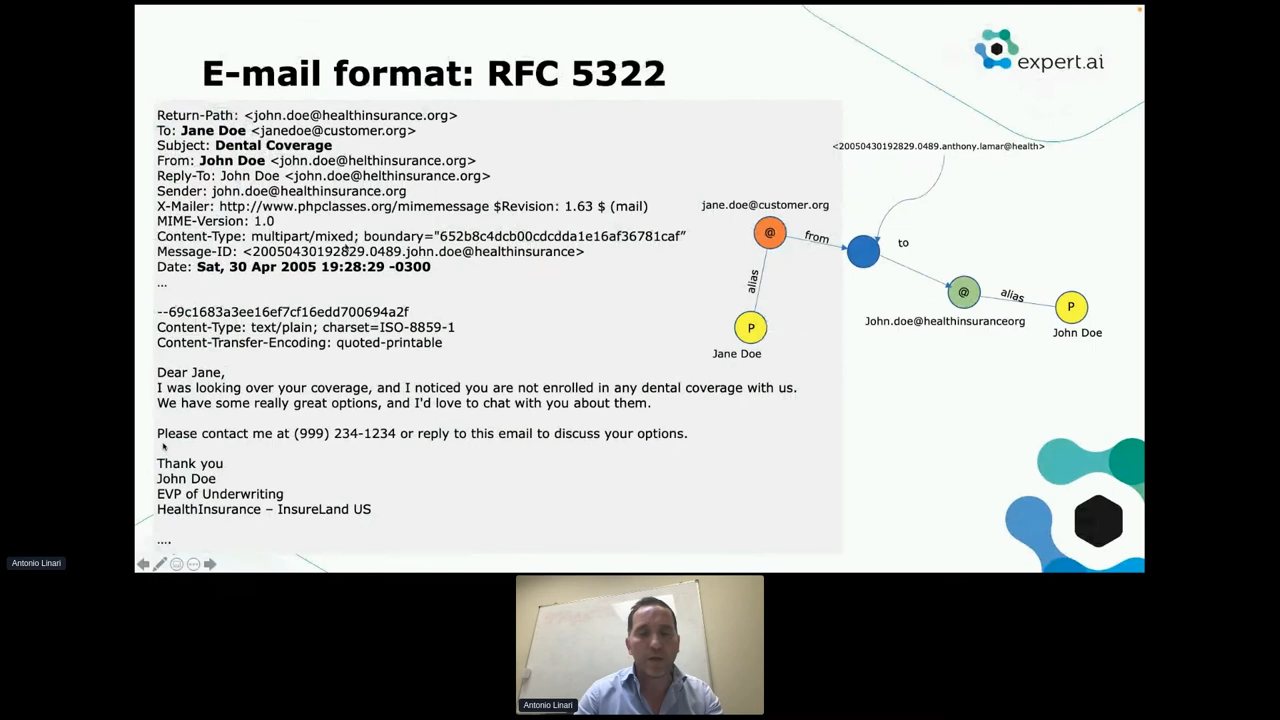 E-mail format: RFC 5322
expert.ai
Return-Path: <john.doe@healthinsurance.org>
To: Jane Doe <janedoe@customer.org>
Subject: Dental Coverage
From: John Doe <john.doe@helthinsurance.org>
Reply-To: John Doe <john.doe@helthinsurance.org>
Sender: john.doe@healthinsurance.org
X-Mailer: http://www.phpclasses.org/mimemessage $Revision: 1.63 $ (mail)
MIME-Version: 1.0
Content-Type: multipart/mixed; boundary="652b8c4dcb00cdcdda1e16af36781caf”
Message-ID: <20050430192829.0489.john.doe@healthinsurance>
Date: Sat, 30 Apr 2005 19:28:29 -0300
...
--69c1683a3ee16ef7cf16edd700694a2f
Content-Type: text/plain; charset=ISO-8859-1
Content-Transfer-Encoding: quoted-printable
Dear Jane,
I was looking over your coverage, and I noticed you are not enrolled in any dental coverage with us.
We have some really great options, and I'd love to chat with you about them.
Please contact me at (999) 234-1234 or reply to this email to discuss your options.
Thank you
John Doe
EVP of Underwriting
HealthInsurance – InsureLand US
....
<20050430192829.0489.anthony.lamar@health>
jane.doe@customer.org
@
from
to
alias
@
alias
P
John.doe@healthinsuranceorg
John Doe
P
Jane Doe
Antonio Linari
Antonio Linari